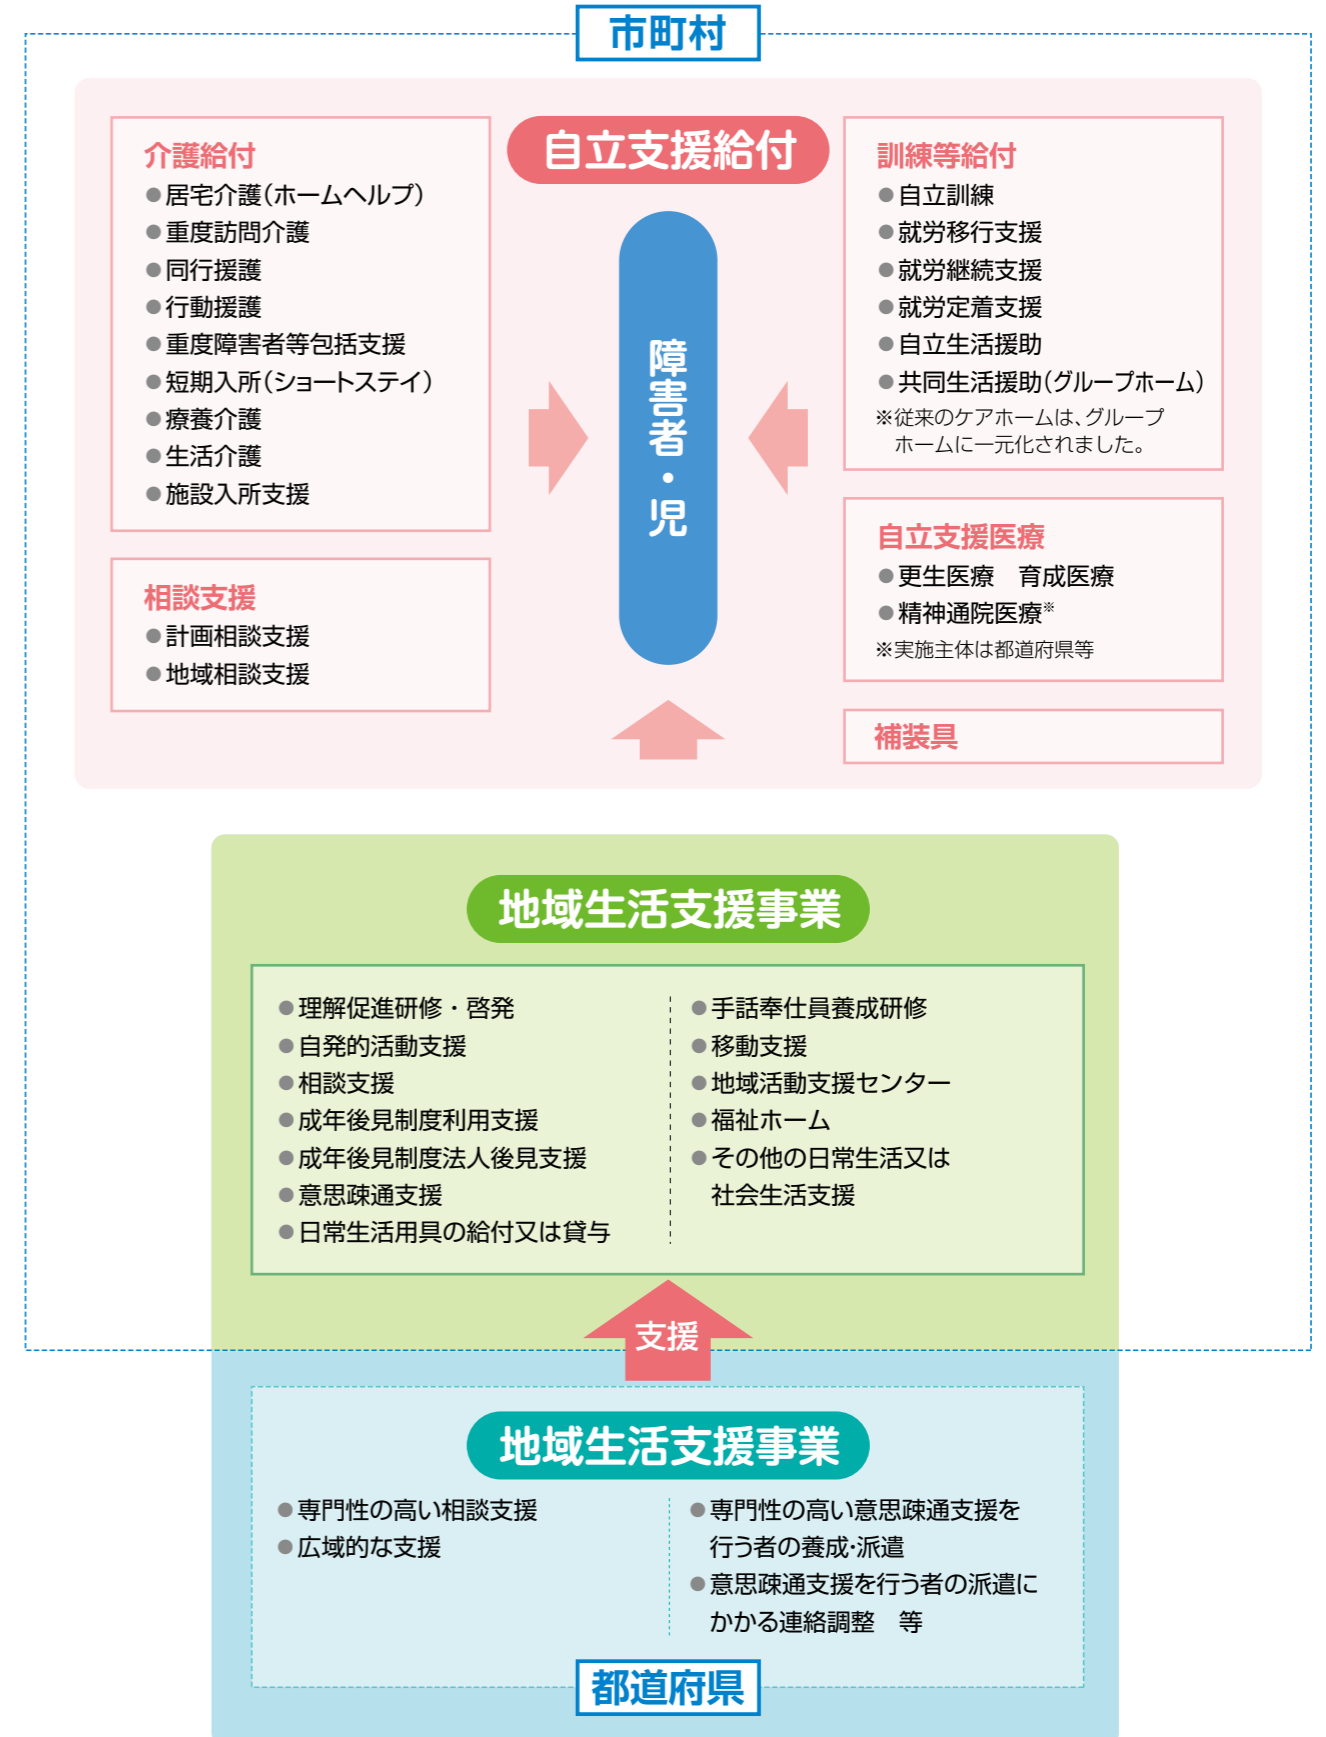 市町村
自立支援給付
介護給付
●居宅介護(ホームヘルプ)
●重度訪問介護
●同行援護
●行動援護
●重度障害者等包括支援
●短期入所(ショートステイ)
●療養介護
●生活介護
●施設入所支援
相談支援
●計画相談支援
●地域相談支援
障害者・児
訓練等給付
●自立訓練
●就労移行支援
●就労継続支援
●就労定着支援
●自立生活援助
●共同生活援助(グループホーム)
※従来のケアホームは、グループ
ホームに一元化されました。
自立支援医療
●更生医療　育成医療
●精神通院医療※
※実施主体は都道府県等
補装具
地域生活支援事業
●理解促進研修・啓発
●自発的活動支援
●相談支援
●成年後見制度利用支援
●成年後見制度法人後見支援
●意思疎通支援
●日常生活用具の給付又は貸与
●手話奉仕員養成研修
●移動支援
●地域活動支援センター
●福祉ホーム
●その他の日常生活又は
社会生活支援
支援
地域生活支援事業
●専門性の高い相談支援
●広域的な支援
●専門性の高い意思疎通支援を
行う者の養成・派遣
●意思疎通支援を行う者の派遣に
かかる連絡調整　等
都道府県